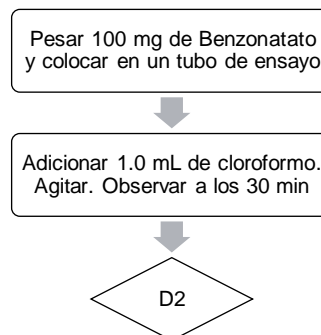 Pesar 100 mg de Benzonatato
y colocar en un tubo de ensayo
Adicionar 1.0 mL de cloroformo.
Agitar. Observar a los 30 min
D2